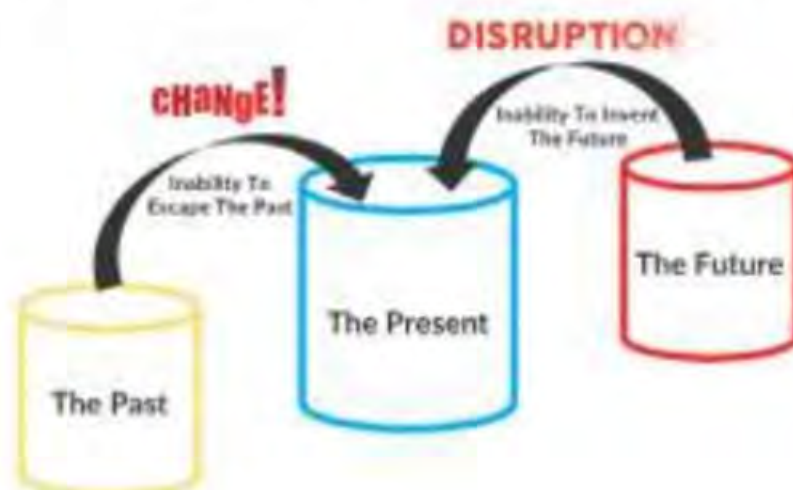 DISRUPTION
CHaNgE!
Inability To Invent
The Future
Inability To
Escape The Past
The Future
The Present
The Past